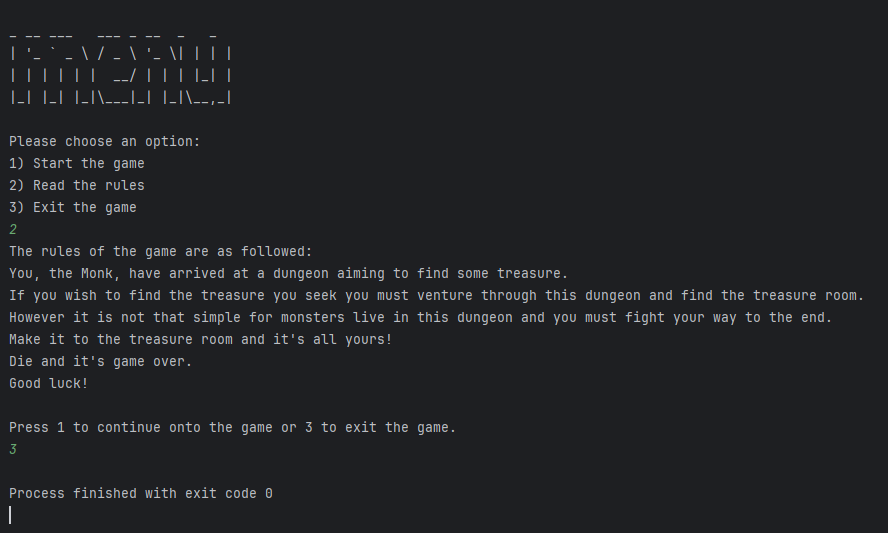 _ __ ___   ___ _ __  _   _
| '_ ` _ \ / _ \ '_ \| | | |
| | | | | |  __/ | | | |_| |
|_| |_| |_|\___|_| |_|\__,_|
Please choose an option:
1) Start the game
2) Read the rules
3) Exit the game
2
The rules of the game are as followed:
You, the Monk, have arrived at a dungeon aiming to find some treasure.
If you wish to find the treasure you seek you must venture through this dungeon and find the treasure room.
However it is not that simple for monsters live in this dungeon and you must fight your way to the end.
Make it to the treasure room and it's all yours!
Die and it's game over.
Good luck!
Press 1 to continue onto the game or 3 to exit the game.
3
Process finished with exit code 0